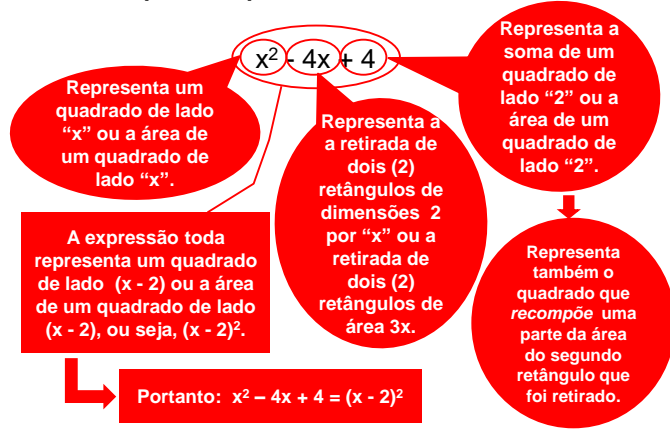 x² - 4x + 4
Representa um
quadrado de lado
“x” ou a área de
um quadrado de
lado “x”.
Representa a
a retirada de
dois (2)
retângulos de
dimensões 2
por “x” ou a
retirada de
dois (2)
retângulos de
área 3x.
Representa a
soma de um
quadrado de
lado “2” ou a
área de um
quadrado de
lado “2”.
Representa
também o
quadrado que
recompõe uma
parte da área
do segundo
retângulo que
foi retirado.
A expressão toda
representa um quadrado
de lado (x - 2) ou a área
de um quadrado de lado
(x - 2), ou seja, (x - 2)².
Portanto: x² – 4x + 4 = (x - 2)²